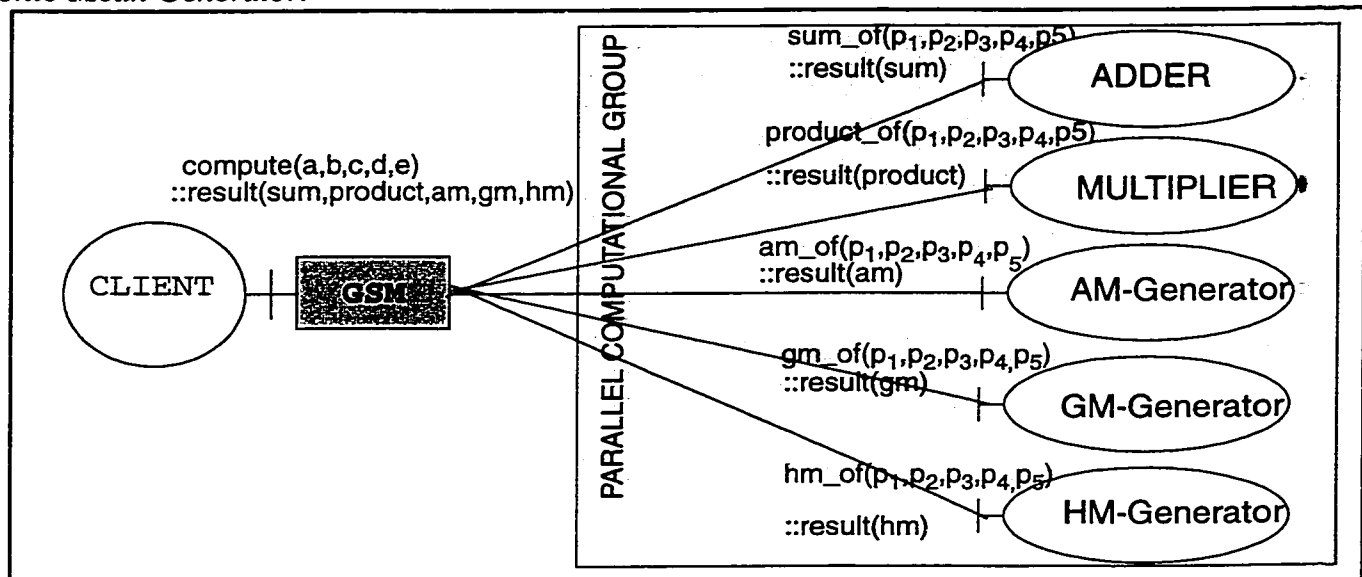 sum_of(p1,p2,p3,p4,p5)
::result(sum)
ADDER
PARALLEL COMPUTATIONAL GROUP
product_of(p1,p2,p3,p4,p5)
::result(product)
MULTIPLIER
compute(a,b,c,d,e)
::result(sum,product,am,gm,hm)
CLIENT
GSM
am_of(p1,p2,p3,p4,p5)
::result(am)
AM-Generator
gm_of(p1,p2,p3,p4,p5)
::result(gm)
GM-Generator
hm_of(p1,p2,p3,p4,p5)
::result(hm)
HM-Generator